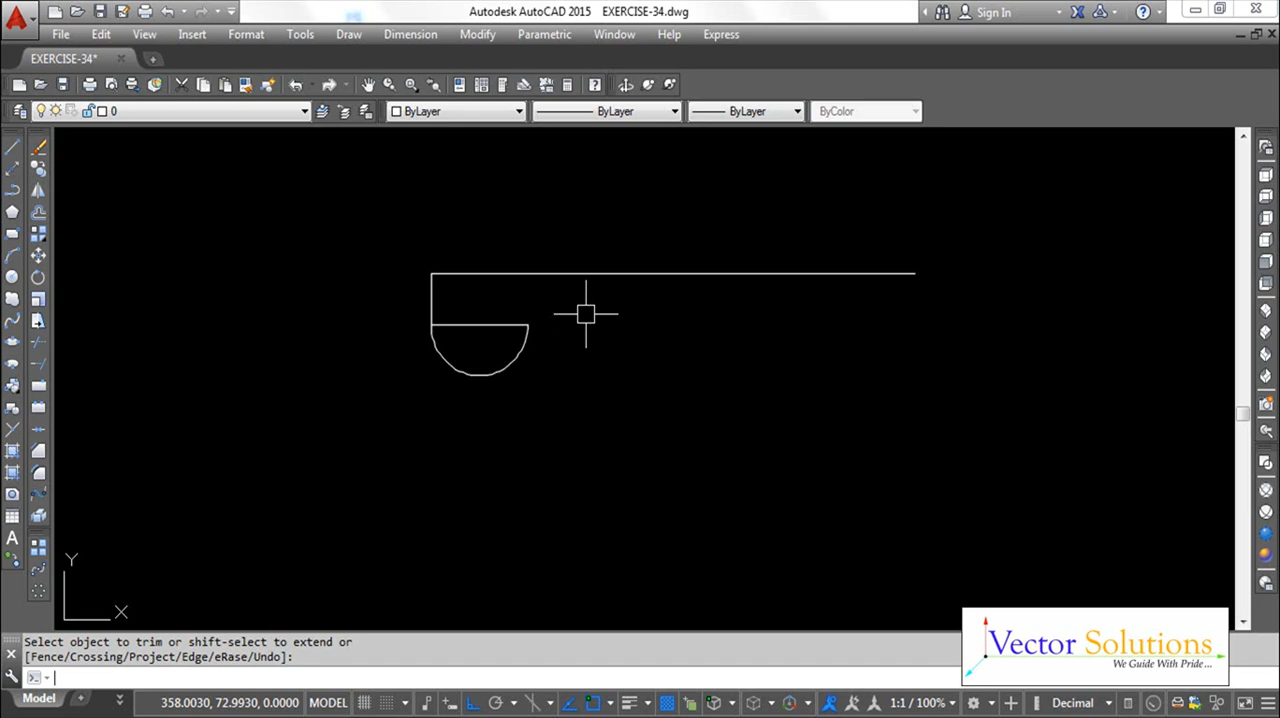 Autodesk AutoCAD 2015 EXERCISE-34.dwg
Sign In
File Edit View Insert Format Tools Draw Dimension Modify Parametric Window Help Express
EXERCISE-34*
0
ByLayer
ByLayer
ByLayer
ByColor
Y
X
Select object to trim or shift-select to extend or
[Fence/Crossing/Project/Edge/eRase/Undo]:
Vector Solutions
We Guide With Pride...
Model
358.0030, 72.9930, 0.0000 MODEL
1:1 / 100%
Decimal